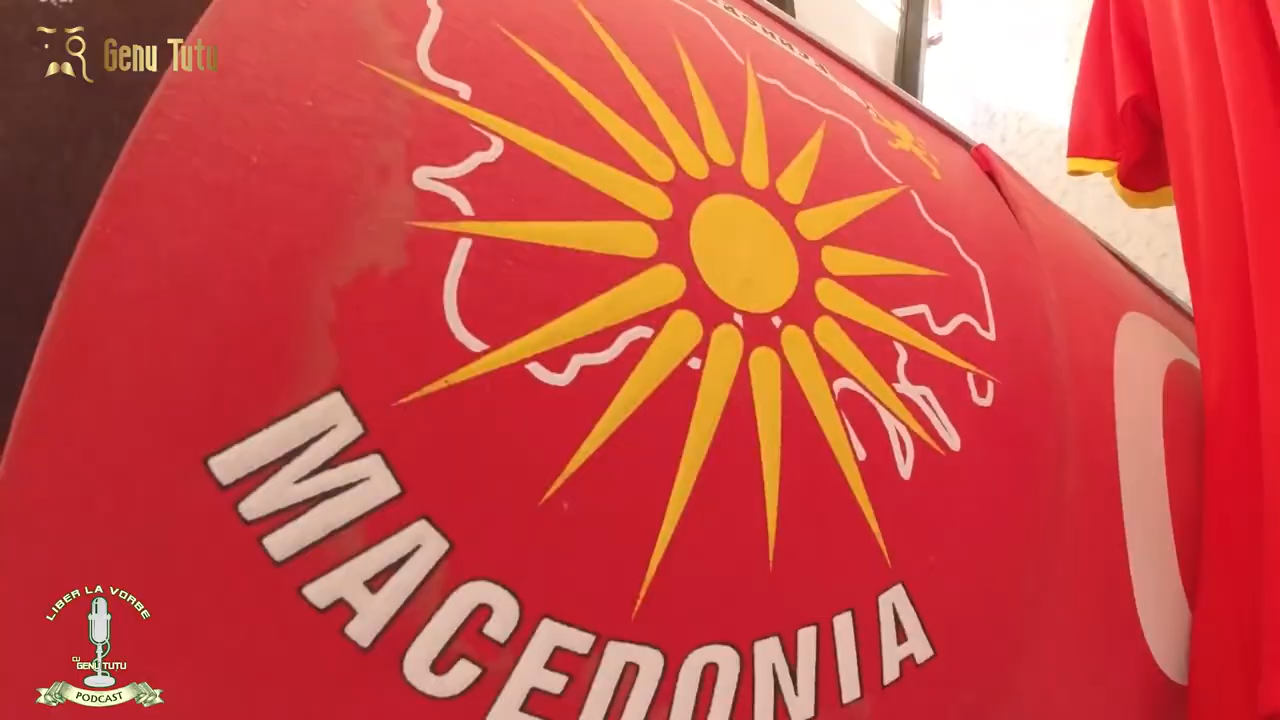 Genu Tutu
MACEDONIA
LIBER LA VORBE
CU
GENU TUTU
PODCAST